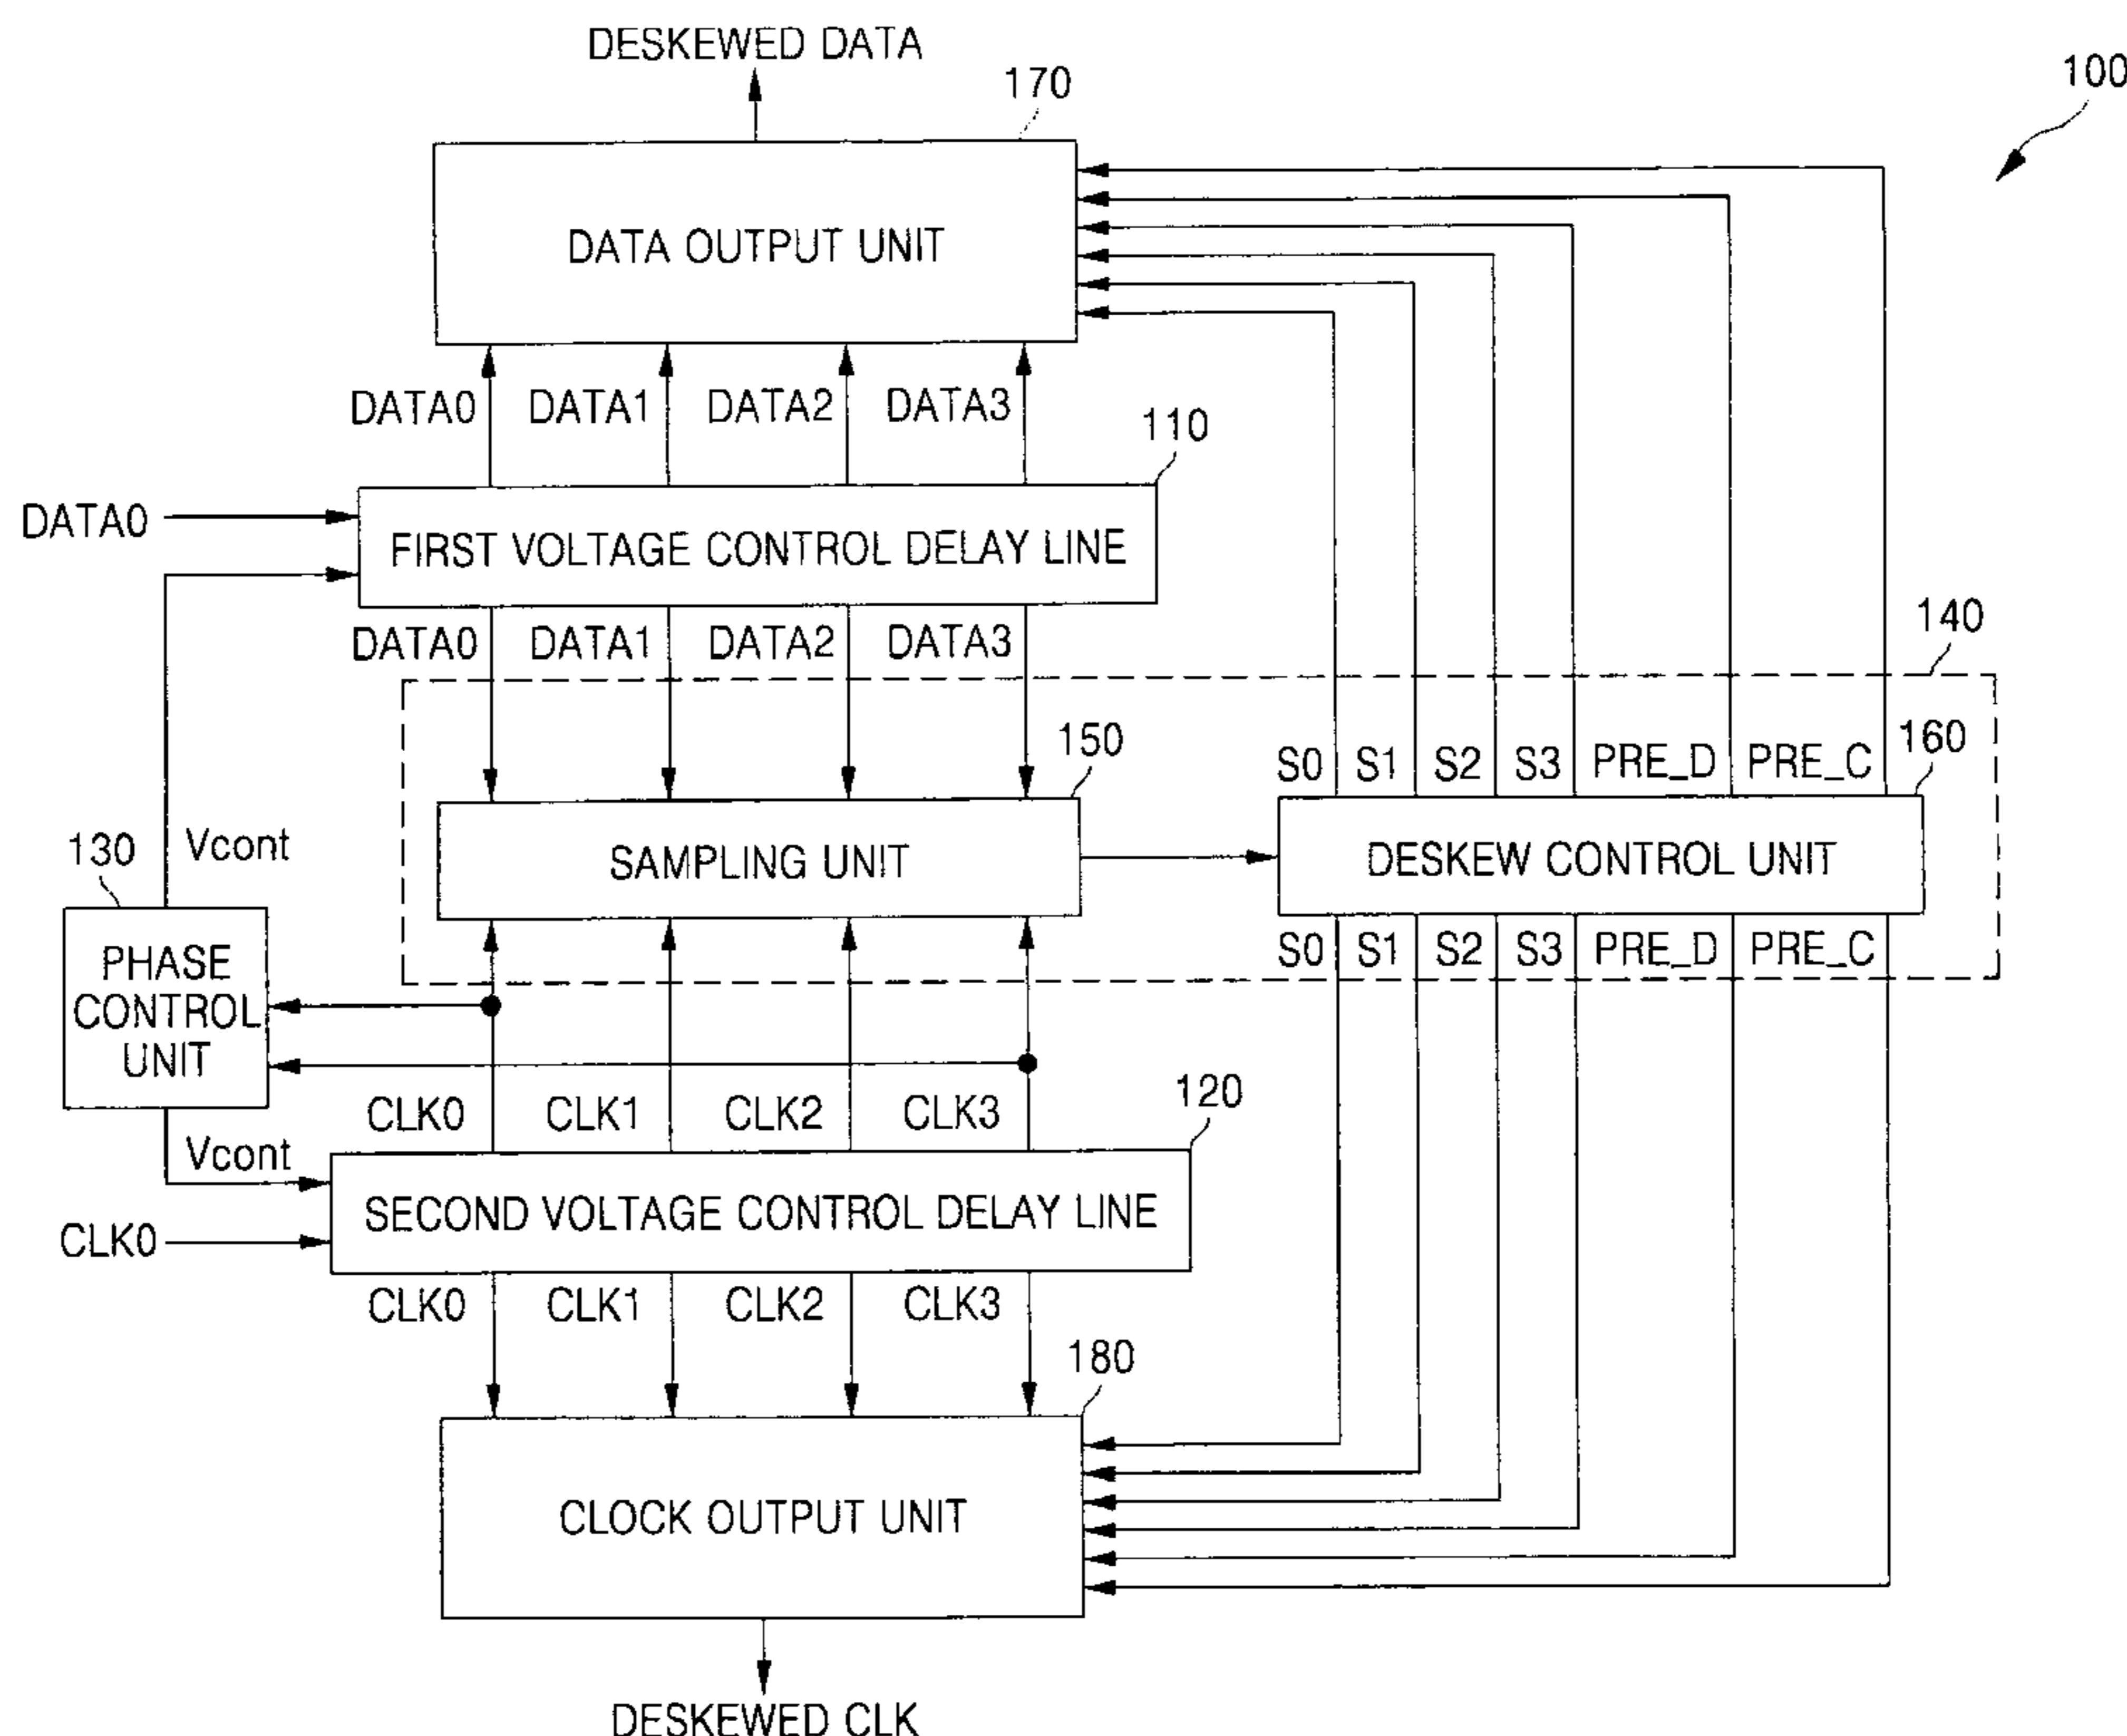 DESKEWED DATA
170
100
DATA OUTPUT UNIT
DATA0 DATA1 DATA2 DATA3
110
DATA0
FIRST VOLTAGE CONTROL DELAY LINE
DATA0 DATA1 DATA2 DATA3
140
150
S0 S1 S2 S3 PRE_D PRE_C 160
130 Vcont
SAMPLING UNIT
DESKEW CONTROL UNIT
S0 S1 S2 S3 PRE_D PRE_C
PHASE
CONTROL
UNIT
CLK0 CLK1 CLK2 CLK3 120
Vcont
SECOND VOLTAGE CONTROL DELAY LINE
CLK0
CLK0 CLK1 CLK2 CLK3
180
CLOCK OUTPUT UNIT
DESKEWED CLK